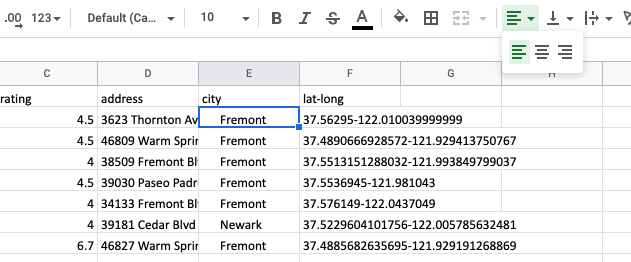 .00 123 Default (Ca... 10 B I S A
C D E F G H
rating address city lat-long
4.5 3623 Thornton Av Fremont 37.56295-122.010039999999
4.5 46809 Warm Sprin Fremont 37.4890666928572-121.929413750767
4 38509 Fremont Bl Fremont 37.5513151288032-121.993849799037
4.5 39030 Paseo Padr Fremont 37.5536945-121.981043
4 34133 Fremont Bl Fremont 37.576149-122.0437049
4 39181 Cedar Blvd Newark 37.5229604101756-122.005785632481
6.7 46827 Warm Sprin Fremont 37.4885682635695-121.929191268869